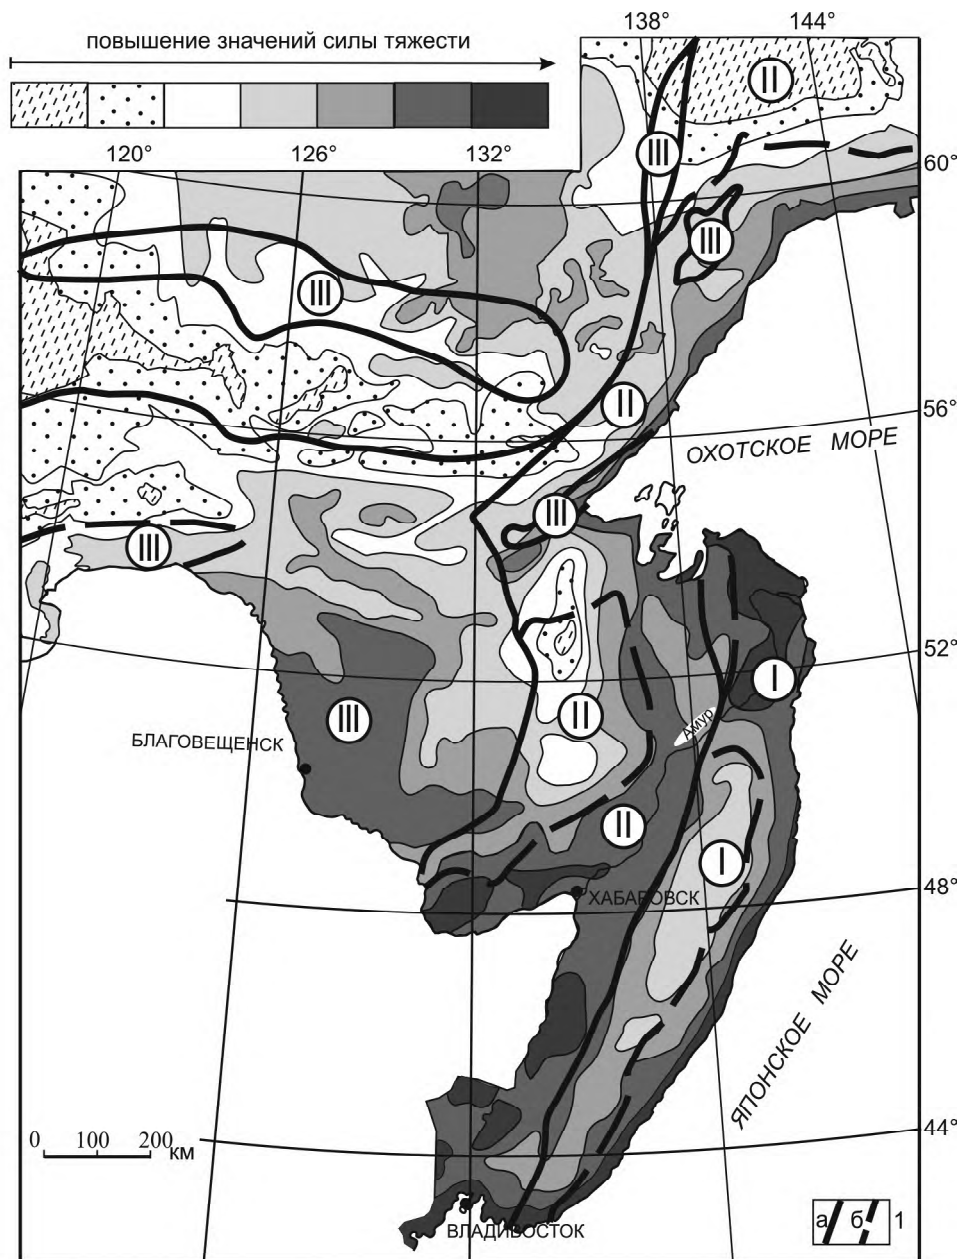 138° 144°
повышение значений силы тяжести
120° 126° 132°
II
III
60°
III
III
II
56°
ОХОТСКОЕ МОРЕ
III
III
52°
I
III
II
Амур
БЛАГОВЕЩЕНСК
II
I
48°
ХАБАРОВСК
ЯПОНСКОЕ МОРЕ
44°
0 100 200 км
а б 1
ВЛАДИВОСТОК